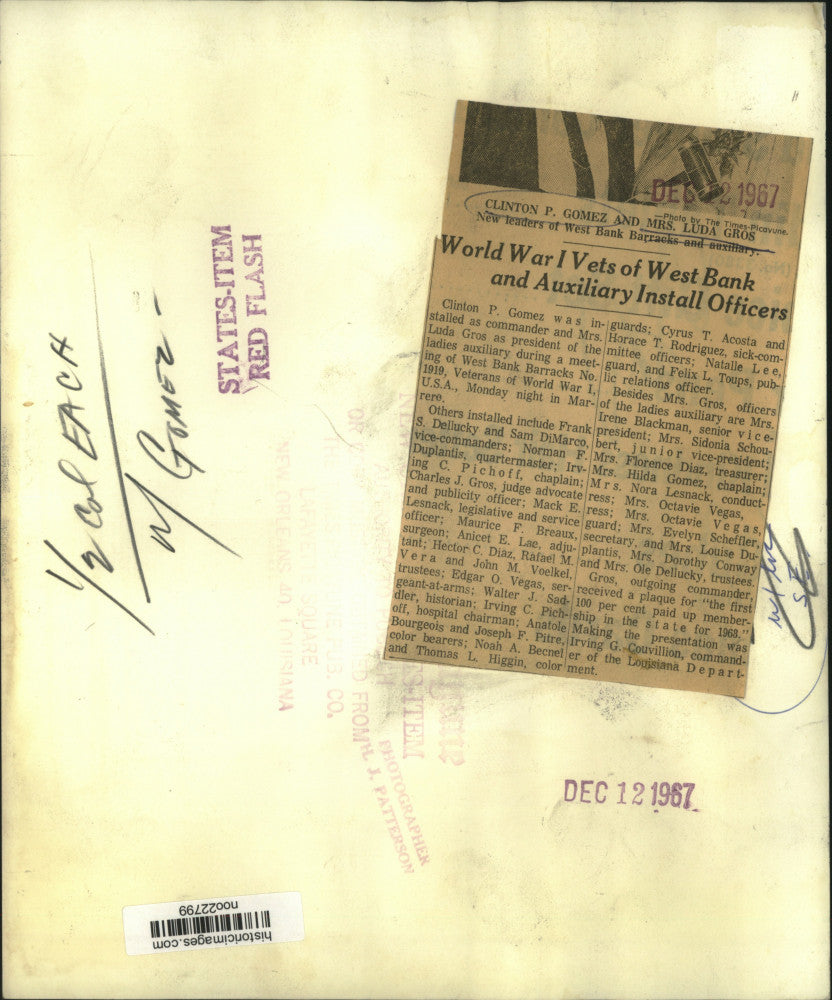 DEC 12 1967
—Photo by The Times-Picayune.
CLINTON P. GOMEZ AND MRS. LUDA GROS
New leaders of West Bank Barracks and auxiliary.
World War I Vets of West Bank
and Auxiliary Install Officers
Clinton P. Gomez was in-
stalled as commander and Mrs.
Luda Gros as president of the
ladies auxiliary during a meet-
ing of West Bank Barracks No.
1919, Veterans of World War I,
U.S.A., Monday night in Mar-
rere.
Others installed include Frank
S. Dellucky and Sam DiMarco,
vice-commanders; Norman F.
Duplantis, quartermaster; Irv-
ing C. Pichoff, chaplain;
Charles J. Gros, judge advocate
and publicity officer; Mack E.
Lesnack, legislative and service
officer; Maurice F. Breaux,
surgeon; Anicet E. Lae, adju-
tant; Hector C. Diaz, Rafael M.
Vera and John M. Voelkel,
trustees; Edgar O. Vegas, ser-
geant-at-arms; Walter J. Sad-
dler, historian; Irving C. Pich-
off, hospital chairman; Anatole
Bourgeois and Joseph F. Pitre,
color bearers; Noah A. Becnel
and Thomas L. Higgin, color
guards; Cyrus T. Acosta and
Horace T. Rodriguez, sick-com-
mittee officers; Natalle Lee,
guard, and Felix L. Toups, pub-
lic relations officer.
Besides Mrs. Gros, officers
of the ladies auxiliary are Mrs.
Irene Blackman, senior vice-
president; Mrs. Sidonia Schou-
bert, junior vice-president;
Mrs. Florence Diaz, treasurer;
Mrs. Hilda Gomez, chaplain;
Mrs. Nora Lesnack, conduct-
ress; Mrs. Octavie Vegas,
ress; Mrs. Octavie Vegas,
guard; Mrs. Evelyn Scheffler,
secretary, and Mrs. Louise Du-
plantis, Mrs. Dorothy Conway
and Mrs. Ole Dellucky, trustees.
Gros, outgoing commander,
received a plaque for "the first
100 per cent paid up member-
ship in the state for 1968."
Making the presentation was
Irving G. Couvillion, command-
er of the Louisiana Depart-
ment.
STATES-ITEM
RED FLASH
1/2 col EACH
w/ GOMEZ -
SQUARE
NEW ORLEANS 40 LOUISIANA
FROM
CO.
PHOTOGRAPHER
H. J. PATTERSON
DEC 12 1967
historicimages.com
noo22799